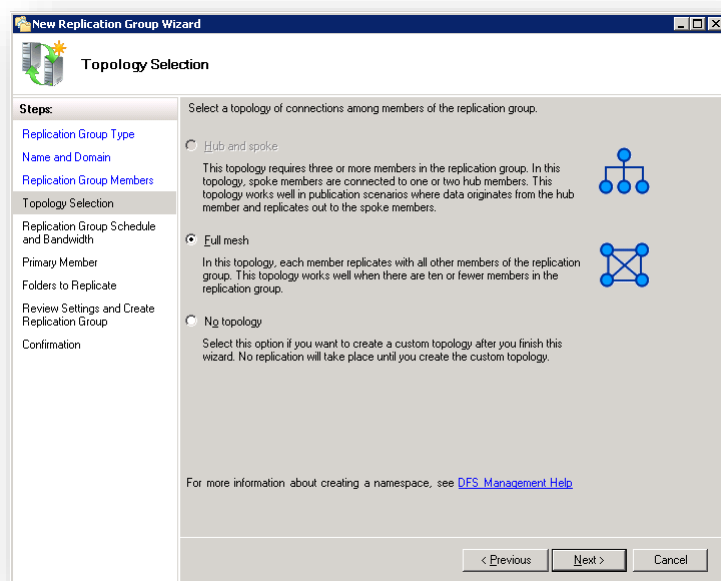 New Replication Group Wizard
Topology Selection
Steps:
Replication Group Type
Name and Domain
Replication Group Members
Topology Selection
Replication Group Schedule
and Bandwidth
Primary Member
Folders to Replicate
Review Settings and Create
Replication Group
Confirmation
Select a topology of connections among members of the replication group.
Hub and spoke
This topology requires three or more members in the replication group. In this
topology, spoke members are connected to one or two hub members. This
topology works well in publication scenarios where data originates from the hub
member and replicates out to the spoke members.
Full mesh
In this topology, each member replicates with all other members of the replication
group. This topology works well when there are ten or fewer members in the
replication group.
No topology
Select this option if you want to create a custom topology after you finish this
wizard. No replication will take place until you create the custom topology.
For more information about creating a namespace, see DFS Management Help
< Previous
Next >
Cancel